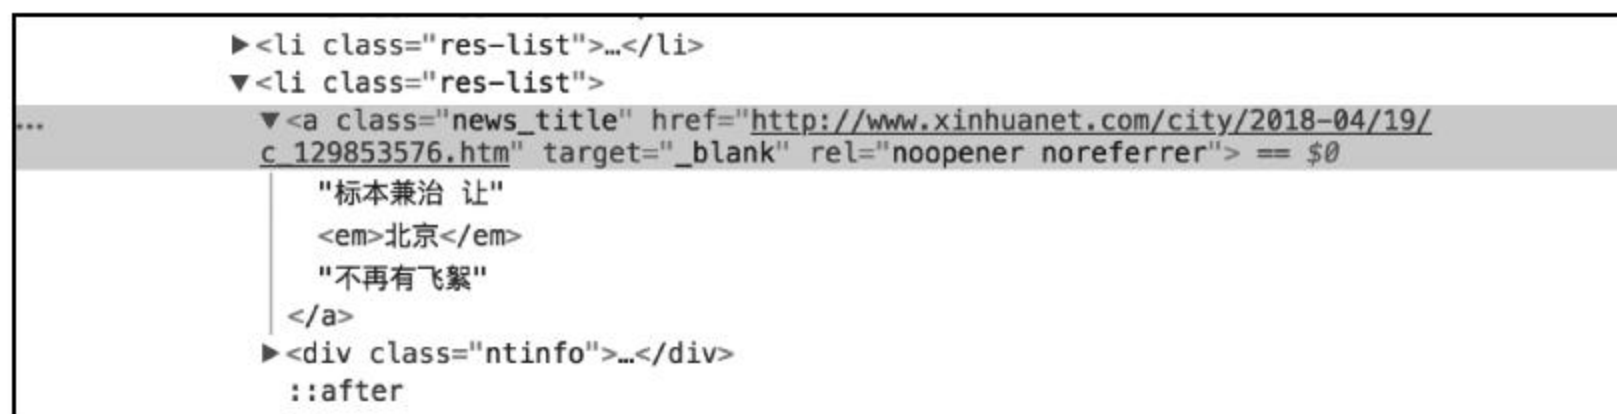 ▶<li class="res-list">…</li>
▼<li class="res-list">
… ▼<a class="news_title" href="http://www.xinhuanet.com/city/2018-04/19/
c_129853576.htm" target="_blank" rel="noopener noreferrer"> == $0
"标本兼治 让"
<em>北京</em>
"不再有飞絮"
</a>
▶<div class="ntinfo">…</div>
::after